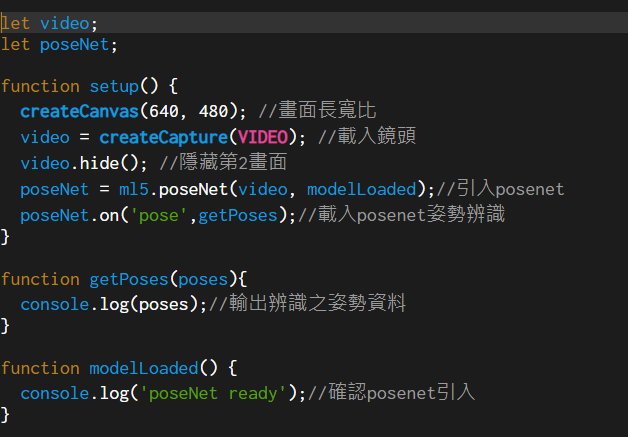 let video;
let poseNet;
function setup() {
createCanvas(640, 480); //畫面長寬比
video = createCapture(VIDEO); //載入鏡頭
video.hide(); //隱藏第2畫面
poseNet = ml5.poseNet(video, modelLoaded);//引入posenet
poseNet.on('pose',getPoses);//載入posenet姿勢辨識
}
function getPoses(poses){
console.log(poses);//輸出辨識之姿勢資料
}
function modelLoaded() {
console.log('poseNet ready');//確認posenet引入
}